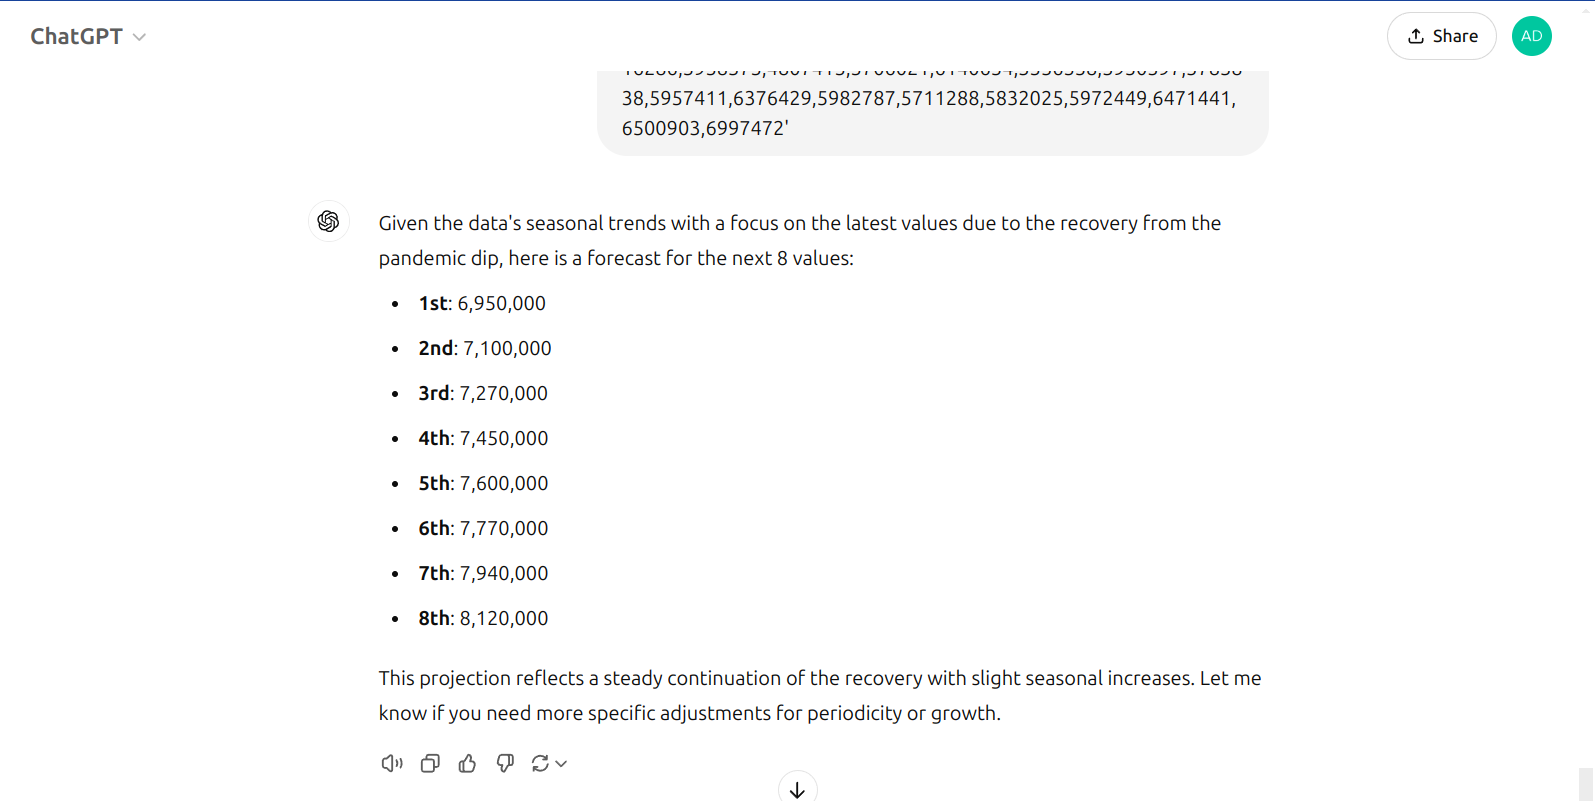 ChatGPT
Share
AD
38,5957411,6376429,5982787,5711288,5832025,5972449,6471441,
6500903,6997472'
Given the data's seasonal trends with a focus on the latest values due to the recovery from the
pandemic dip, here is a forecast for the next 8 values:
• 1st: 6,950,000
• 2nd: 7,100,000
• 3rd: 7,270,000
• 4th: 7,450,000
• 5th: 7,600,000
• 6th: 7,770,000
• 7th: 7,940,000
• 8th: 8,120,000
This projection reflects a steady continuation of the recovery with slight seasonal increases. Let me
know if you need more specific adjustments for periodicity or growth.